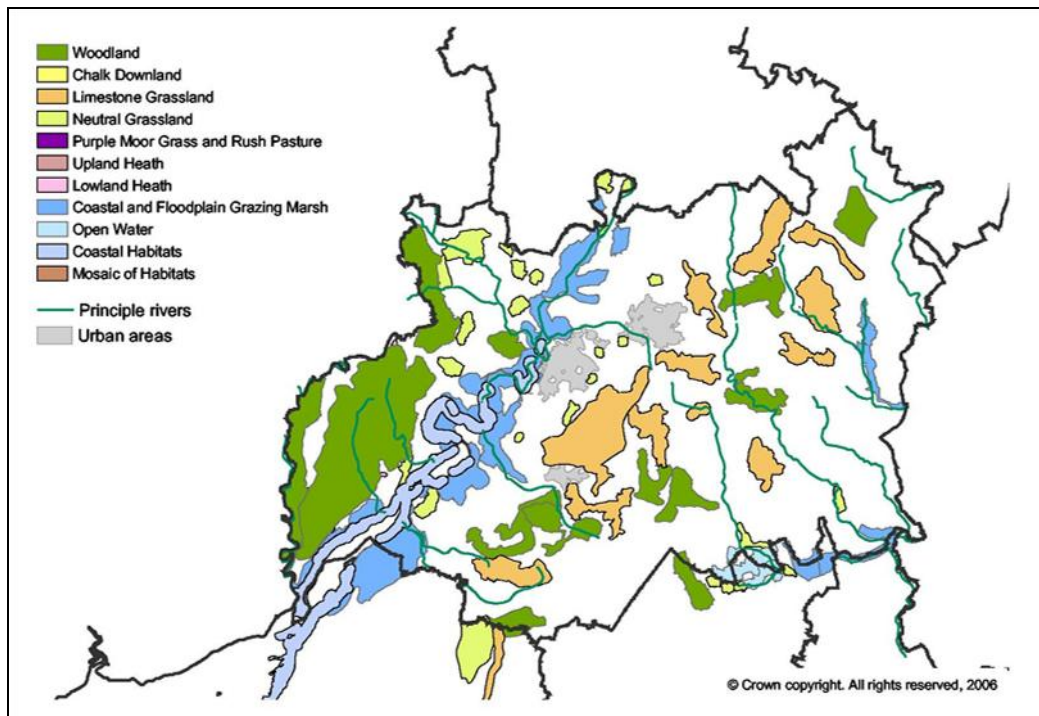 Woodland
Chalk Downland
Limestone Grassland
Neutral Grassland
Purple Moor Grass and Rush Pasture
Upland Heath
Lowland Heath
Coastal and Floodplain Grazing Marsh
Open Water
Coastal Habitats
Mosaic of Habitats
Principle rivers
Urban areas
© Crown copyright. All rights reserved, 2006